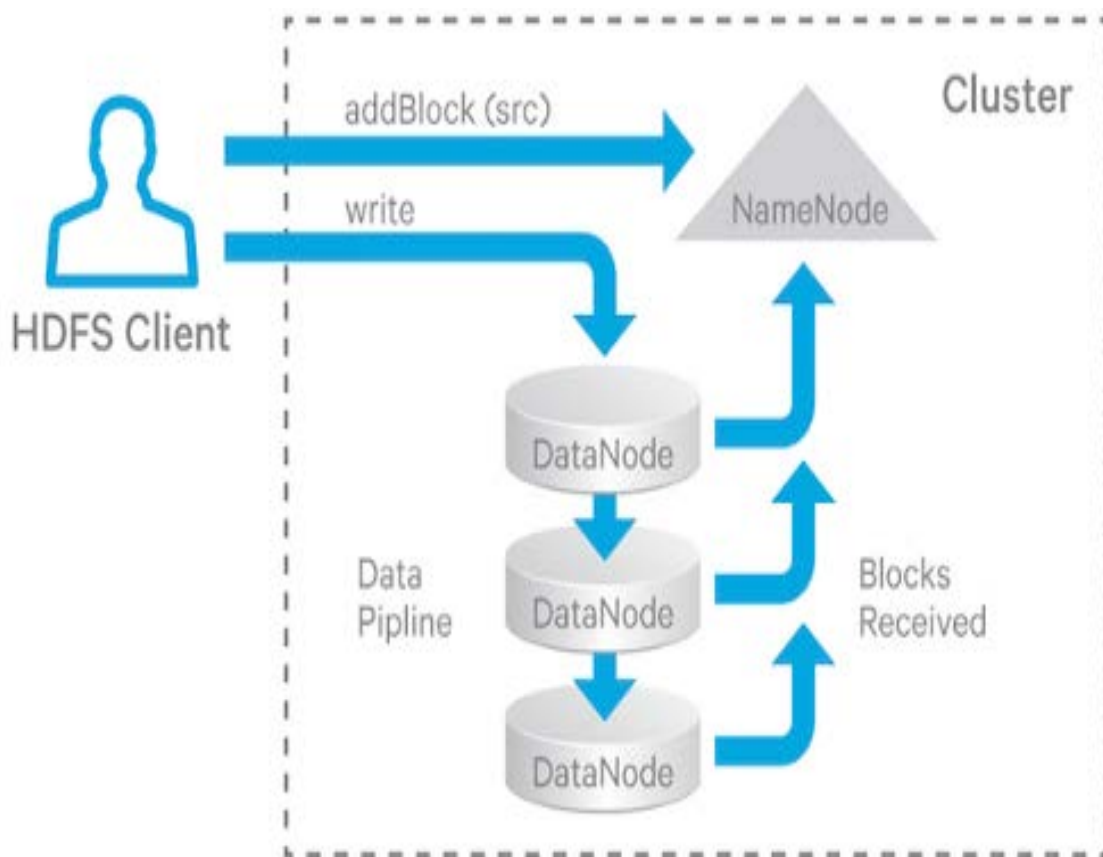 Cluster
addBlock (src)
write
NameNode
HDFS Client
DataNode
Data
Pipline
DataNode
Blocks
Received
DataNode